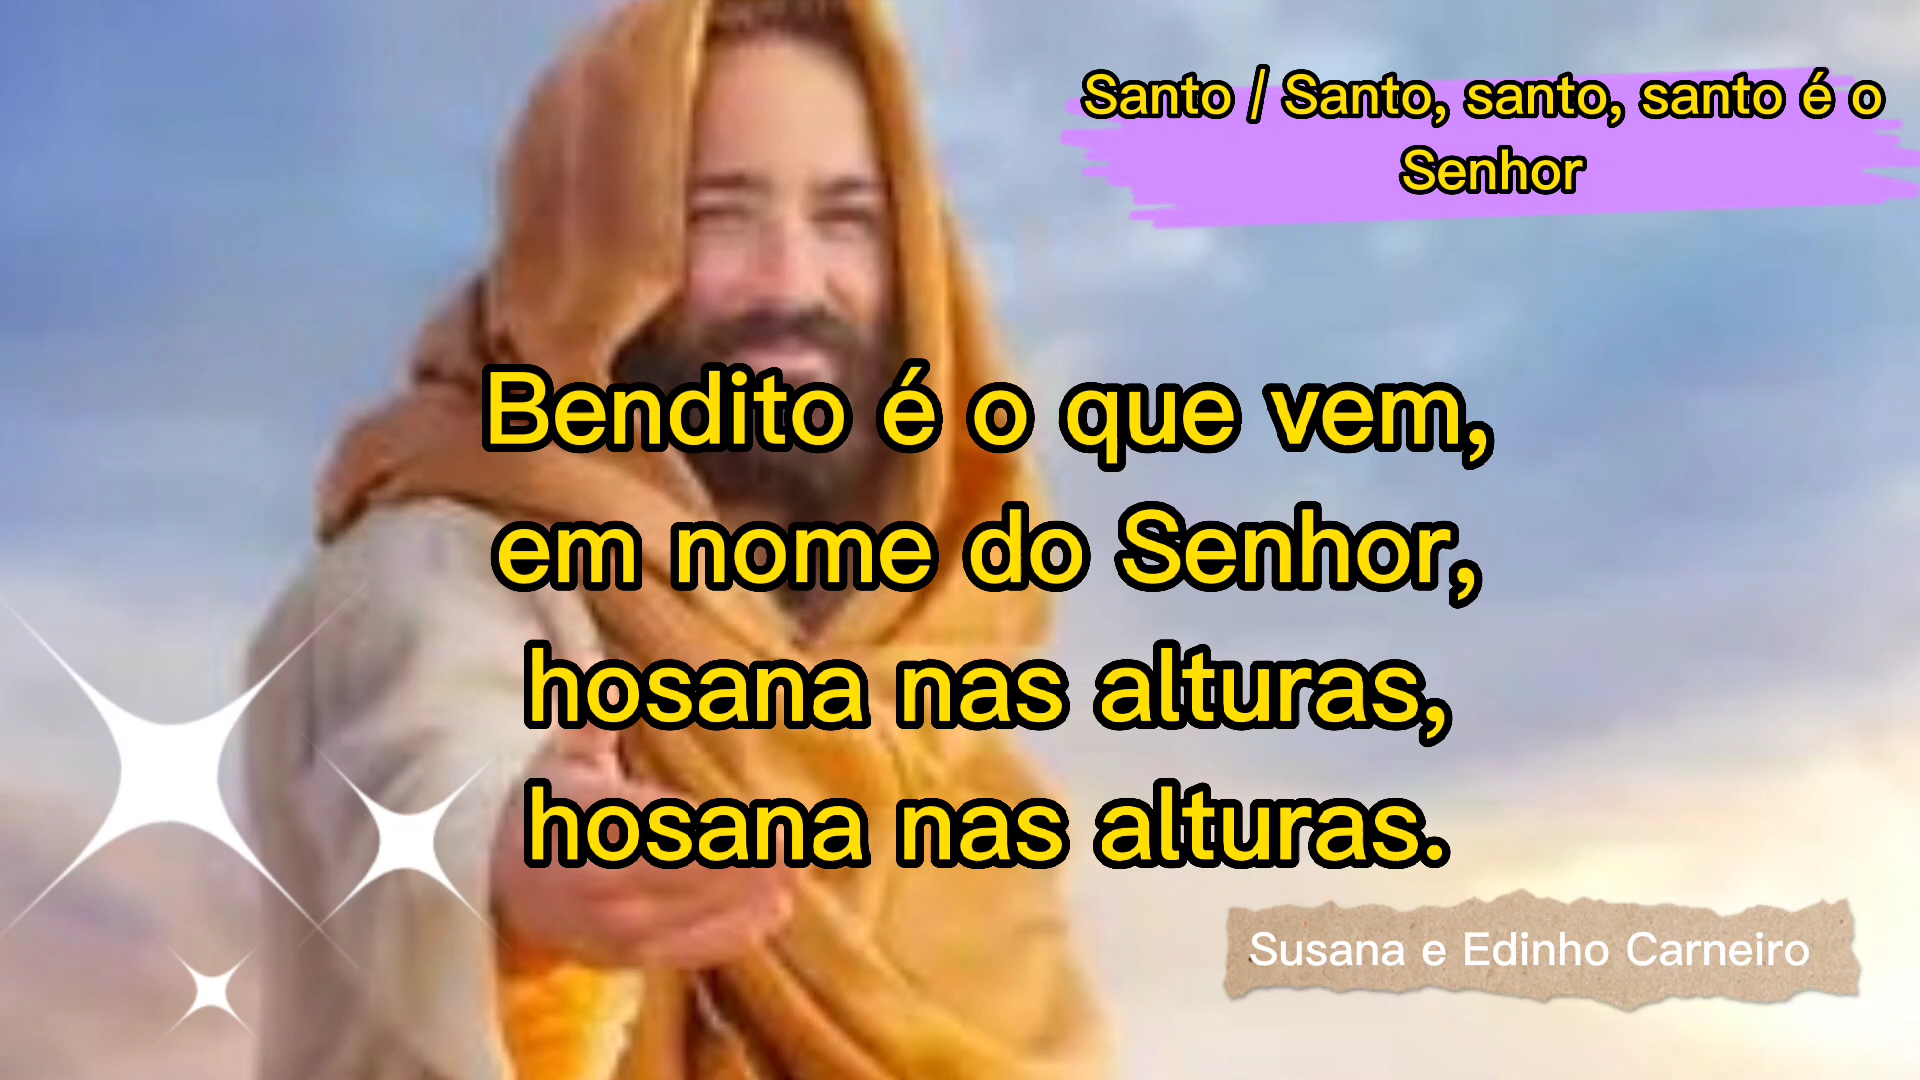 Santo / Santo, santo, santo é o
Senhor
Bendito é o que vem,
em nome do Senhor,
hosana nas alturas,
hosana nas alturas.
Susana e Edinho Carneiro